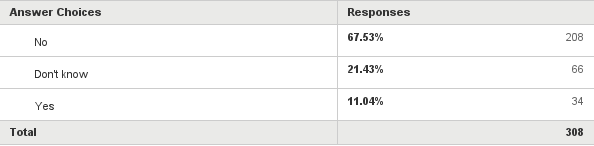 Answer Choices Responses
No 67.53% 208
Don't know 21.43% 66
Yes 11.04% 34
Total 308